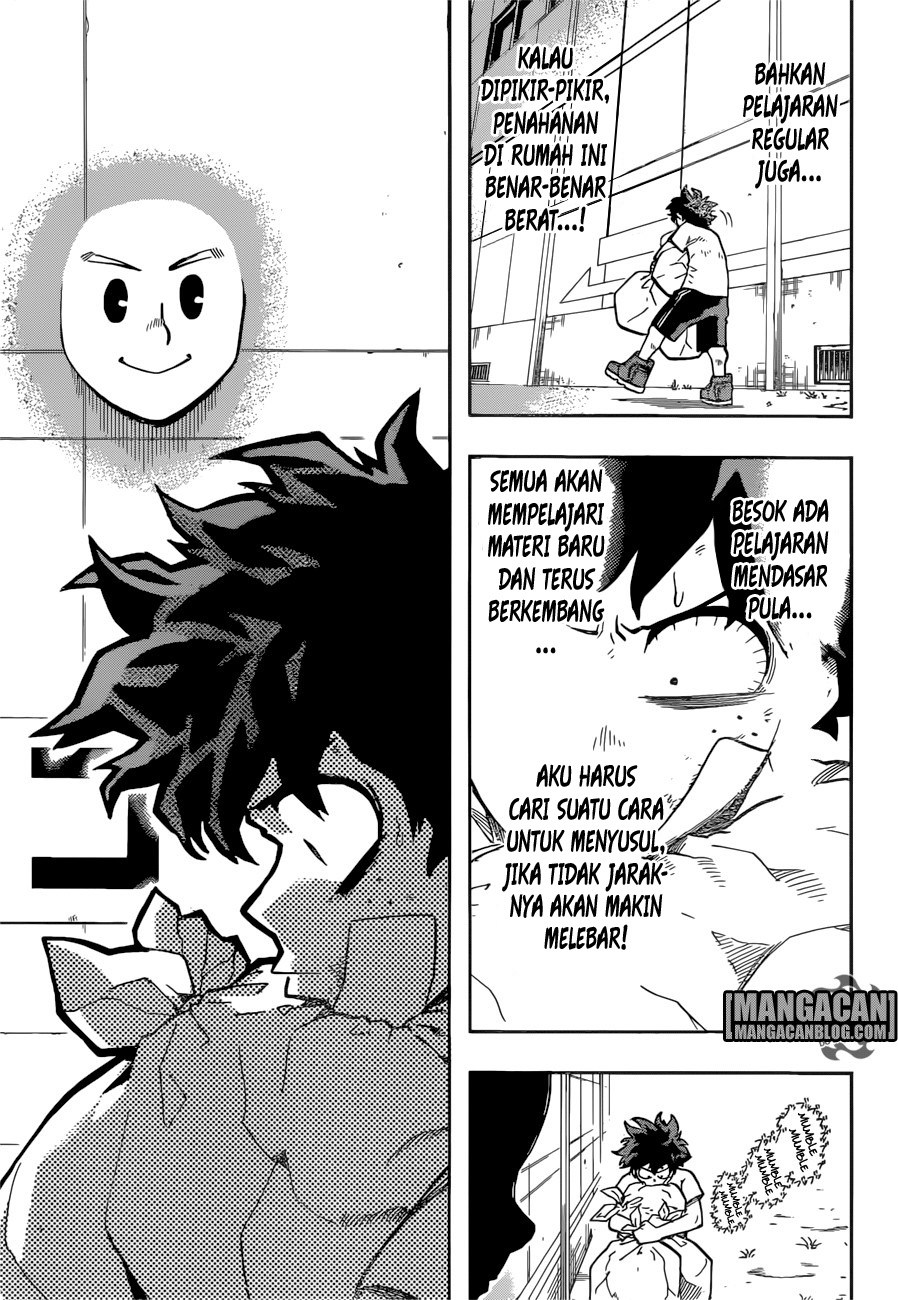 BAHKAN
PELAJARAN
REGULAR
JUGA...
KALAU
DIPIKIR-PIKIR,
PENAHANAN
DI RUMAH INI
BENAR-BENAR
BERAT...!
BESOK ADA
PELAJARAN
MENDASAR
PULA...
SEMUA AKAN
MEMPELAJARI
MATERI BARU
DAN TERUS
BERKEMBANG
...
AKU HARUS
CARI SUATU CARA
UNTUK MENYUSUL,
JIKA TIDAK JARAK-
NYA AKAN MAKIN
MELEBAR!
[MANGACAN]
MANGACANBLOG.COM
MUMBLE
MUMBLE
MUMBLE
MUMBLE
MUMBLE
MUMBLE